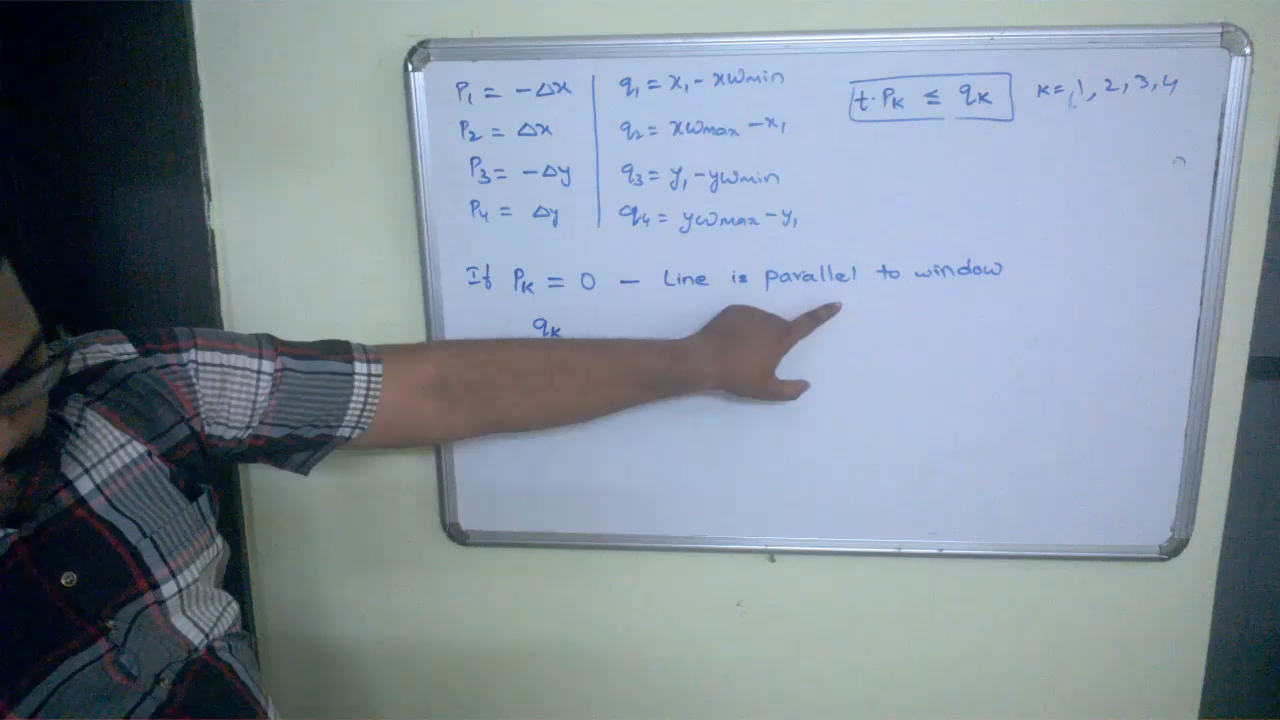 P1 = -Δx q1 = x1 - xwmin t·PK ≤ qK K=1, 2, 3, 4
P2 = Δx q2 = xwmax - x1
P3 = -Δy q3 = y1 - ywmin
P4 = Δy q4 = ywmax - y1
If PK = 0 — Line is parallel to window
qK